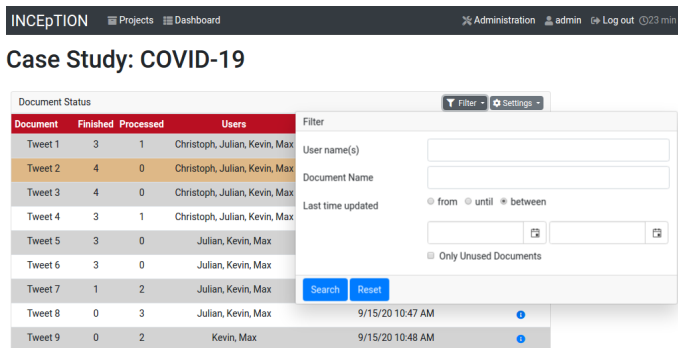 INCEpTION Projects Dashboard Administration admin Log out 23 min
Case Study: COVID-19
Document Status Filter Settings
Document Finished Processed Users
Tweet 1 3 1 Christoph, Julian, Kevin, Max
Tweet 2 4 0 Christoph, Julian, Kevin, Max
Tweet 3 4 0 Christoph, Julian, Kevin, Max
Tweet 4 3 1 Christoph, Julian, Kevin, Max
Tweet 5 3 0 Julian, Kevin, Max
Tweet 6 3 0 Julian, Kevin, Max
Tweet 7 1 2 Julian, Kevin, Max
Tweet 8 0 3 Julian, Kevin, Max 9/15/20 10:47 AM
Tweet 9 0 2 Kevin, Max 9/15/20 10:48 AM
Filter
User name(s)
Document Name
Last time updated from until between
Only Unused Documents
Search Reset